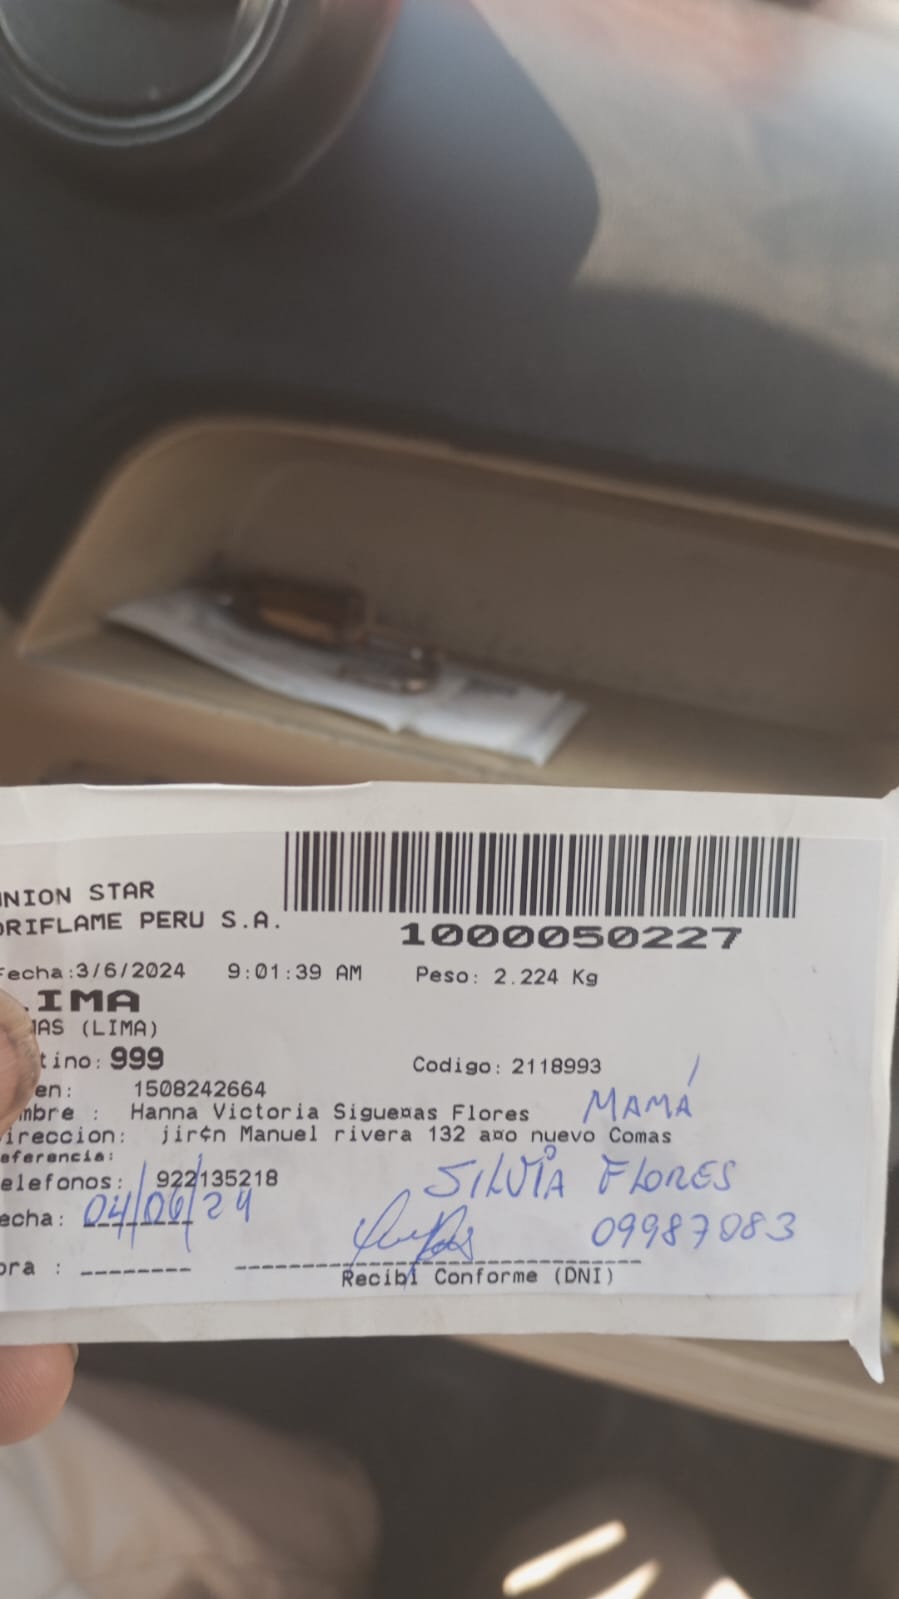 NION STAR
ORIFLAME PERU S.A.
1000050227
Fecha:3/6/2024 9:01:39 AM Peso: 2.224 Kg
LIMA
MAS (LIMA)
tino: 999 Codigo: 2118993
en: 1508242664
mbre : Hanna Victoria Sigue¤as Flores MAMÁ
ireccion: jir¢n Manuel rivera 132 a¤o nuevo Comas
eferencia:
elefonos: 922135218 SILVIA FLORES
echa: 04/06/24 09987083
ora :
Recibi Conforme (DNI)